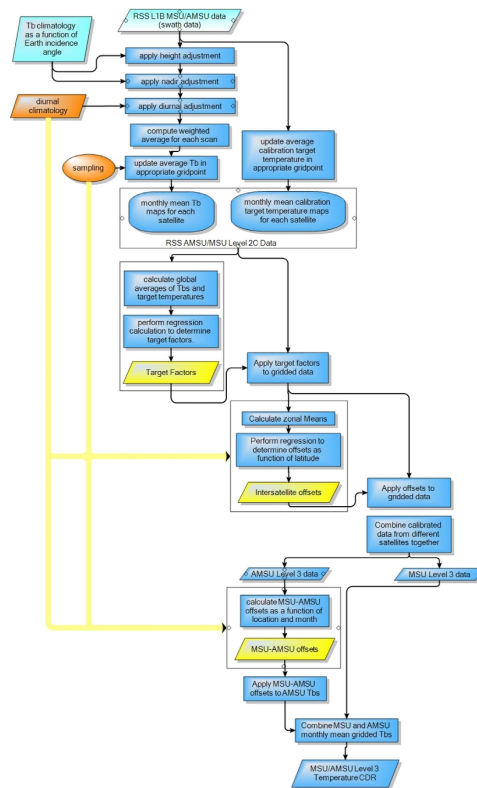 RSS L1B MSU/AMSU data
(swath data)
Tb climatology
as a function of
Earth incidence
angle
apply height adjustment
apply nadir adjustment
diurnal
climatology
apply diurnal adjustment
compute weighted
average for each scan
update average
calibration target
temperature in
appropriate gridpoint
sampling
update average Tb in
appropriate gridpoint
monthly mean Tb
maps for each
satellite
monthly mean calibration
target temperature maps
for each satellite
RSS AMSU/MSU Level 2C Data
calculate global
averages of Tbs and
target temperatures
perform regression
calculation to determine
target factors.
Target Factors
Apply target factors
to gridded data
Calculate zonal Means
Perform regression to
determine offsets as
function of latitude
Intersatellite offsets
Apply offsets to
gridded data
Combine calibrated
data from different
satellites together
AMSU Level 3 data
MSU Level 3 data
calculate MSU-AMSU
offsets as a function of
location and month
MSU-AMSU offsets
Apply MSU-AMSU
offsets to AMSU Tbs
Combine MSU and AMSU
monthly mean gridded Tbs
MSU/AMSU Level 3
Temperature CDR